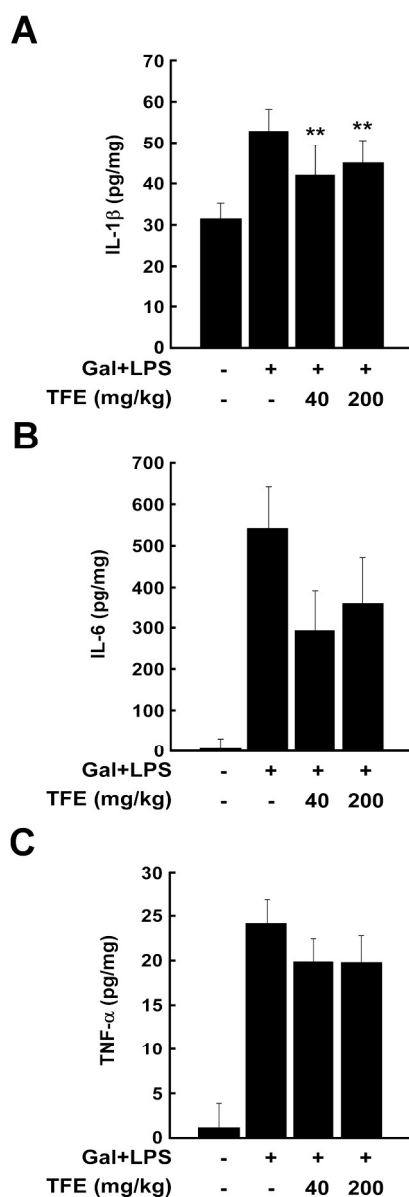 A
70
60
** **
50
40
30
20
10
0
IL-1β (pg/mg)
Gal+LPS - + + +
TFE (mg/kg) - - 40 200
B
700
600
500
400
300
200
100
0
IL-6 (pg/mg)
Gal+LPS - + + +
TFE (mg/kg) - - 40 200
C
30
25
20
15
10
5
0
TNF-α (pg/mg)
Gal+LPS - + + +
TFE (mg/kg) - - 40 200